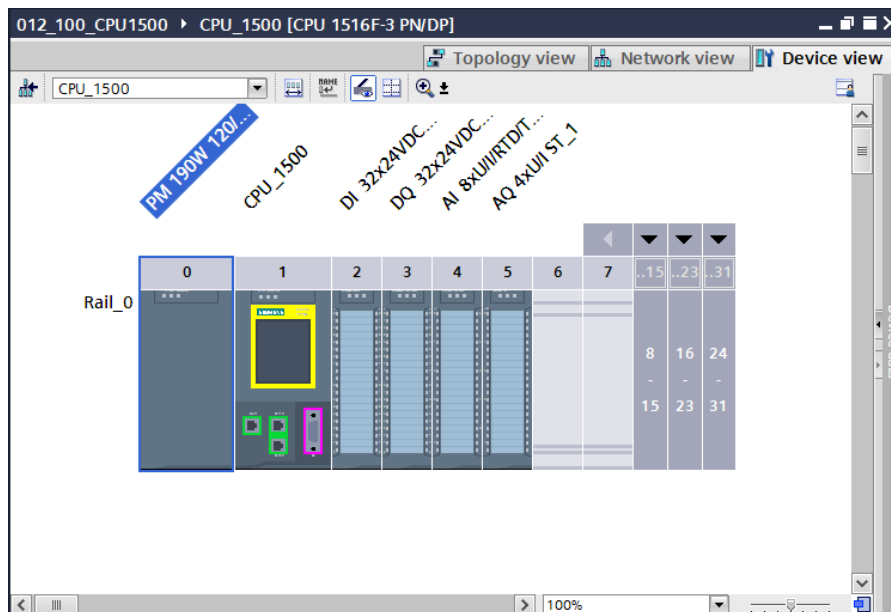 012_100_CPU1500 ▸ CPU_1500 [CPU 1516F-3 PN/DP]
Topology view Network view Device view
CPU_1500
PM 190W 120/... CPU_1500 DI 32x24VDC... DQ 32x24VDC... AI 8xU/I/RTD/T... AQ 4xU/I ST_1
0 1 2 3 4 5 6 7 ..15 ..23 ..31
Rail_0
SIEMENS
8 16 24
- - -
15 23 31
100%